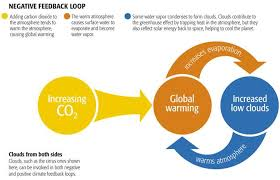 NEGATIVE FEEDBACK LOOP
Adding carbon dioxide to
the atmosphere tends to
warm the atmosphere,
causing global warming
The warm atmosphere
causes surface water to
evaporate and become
water vapor.
Some water vapor condenses to form clouds. Clouds contribute to
the greenhouse effect by trapping heat in the atmosphere, but they
also reflect solar energy back to space, helping to cool the planet.
increases evaporation
Increasing
CO2
Global
warming
Increased
low clouds
warms atmosphere
Clouds from both sides
Clouds, such as the cirrus ones shown
here, can be involved in both negative
and positive climate feedback loops.